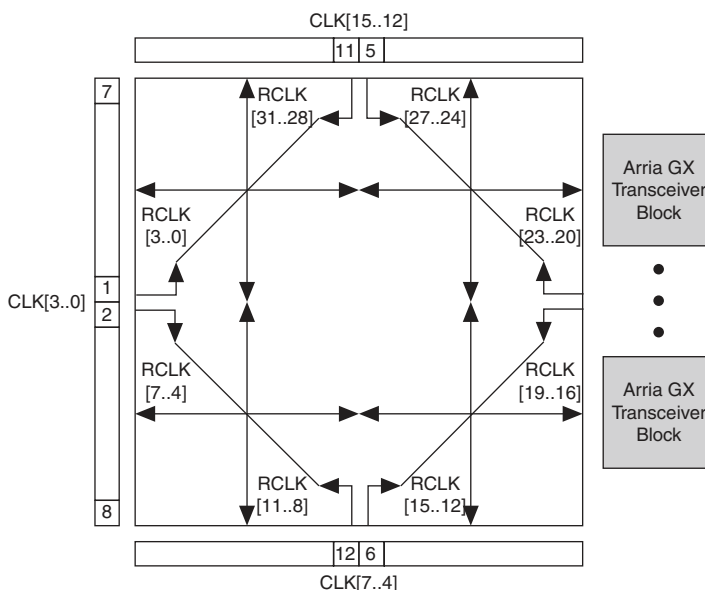 CLK[15..12]
11 5
7
RCLK
[31..28]
RCLK
[27..24]
Arria GX
Transceiver
Block
RCLK
[3..0]
RCLK
[23..20]
1
CLK[3..0]
2
RCLK
[7..4]
RCLK
[19..16]
Arria GX
Transceiver
Block
RCLK
[11..8]
RCLK
[15..12]
8
12 6
CLK[7..4]